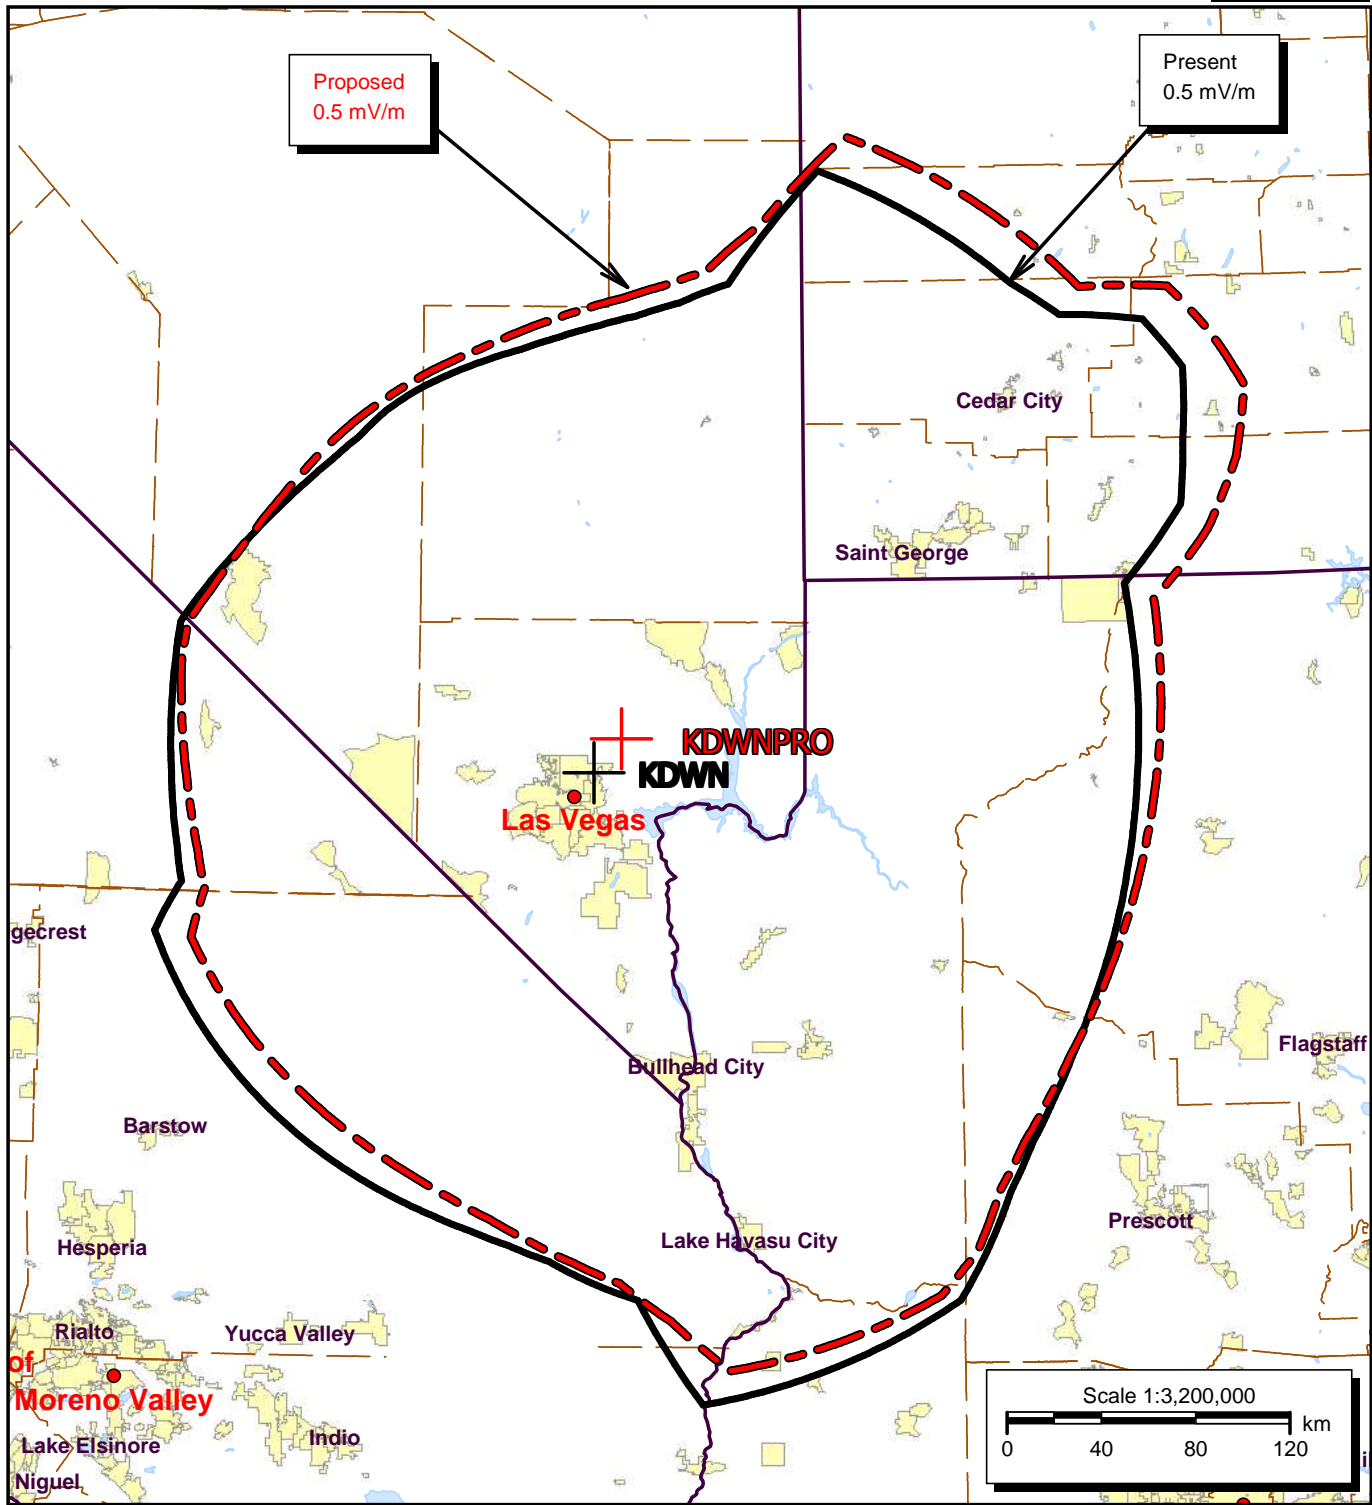 Proposed
0.5 mV/m
Present
0.5 mV/m
Cedar City
Saint George
KDWNPRO
KDWN
Las Vegas
gecrest
Flagstaff
Bullhead City
Barstow
Prescott
Lake Havasu City
Hesperia
Rialto
Yucca Valley
of
Moreno Valley
Lake Elsinore
Indio
Niguel
Scale 1:3,200,000
km
0 40 80 120